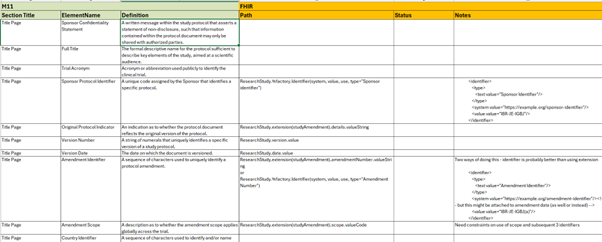 M11 FHIR
Section Title ElementName Definition Path Status Notes
Title Page Sponsor Confidentiality Statement A written message within the study protocol that asserts a statement of non-disclosure, such that information contained within the protocol document may only be shared with authorized parties.
Title Page Full Title The formal descriptive name for the protocol sufficient to describe key elements of the study, aimed at a scientific audience.
Title Page Trial Acronym Acronym or abbreviation used publicly to identify the clinical trial.
Title Page Sponsor Protocol Identifier A unique code assigned by the Sponsor that identifies a specific protocol. ResearchStudy.%factory.Identifier(system, value, use, type="Sponsor identifier")
<identifier>
<type>
<text value="Sponsor Identifier"/>
</type>
<system value="https://example.org/sponsor-identifier"/>
<value value="IBR-JE-IGBJ"/>
</identifier>
Title Page Original Protocol Indicator An indication as to whether the protocol document reflects the original version of the protocol. ResearchStudy.extension(studyAmendment).details.valueString
Title Page Version Number A string of numerals that uniquely identifies a specific version of a study protocol. ResearchStudy.version.value
Title Page Version Date The date on which the document is versioned. ResearchStudy.date.value
Title Page Amendment Identifier A sequence of characters used to uniquely identify a protocol amendment. ResearchStudy.extension(studyAmendment).amendmentNumber.valueString
or
ResearchStudy.%factory.Identifier(system, value, use, type="Amendment Number")
Two ways of doing this - identifier is probably better than using extension
<identifier>
<type>
<text value="Amendment Identifier"/>
</type>
<system value="https://example.org/amendment-identifier"/>
- but this might be attached to amendment data (as well or instead) -->
</identifier>
Title Page Amendment Scope A description as to whether the amendment scope applies globally across the trial. ResearchStudy.extension(studyAmendment).scope.valueCode Need constraints on use of scope and subsequent 3 identifiers
Title Page Country Identifier A sequence of characters used to identify and/or name